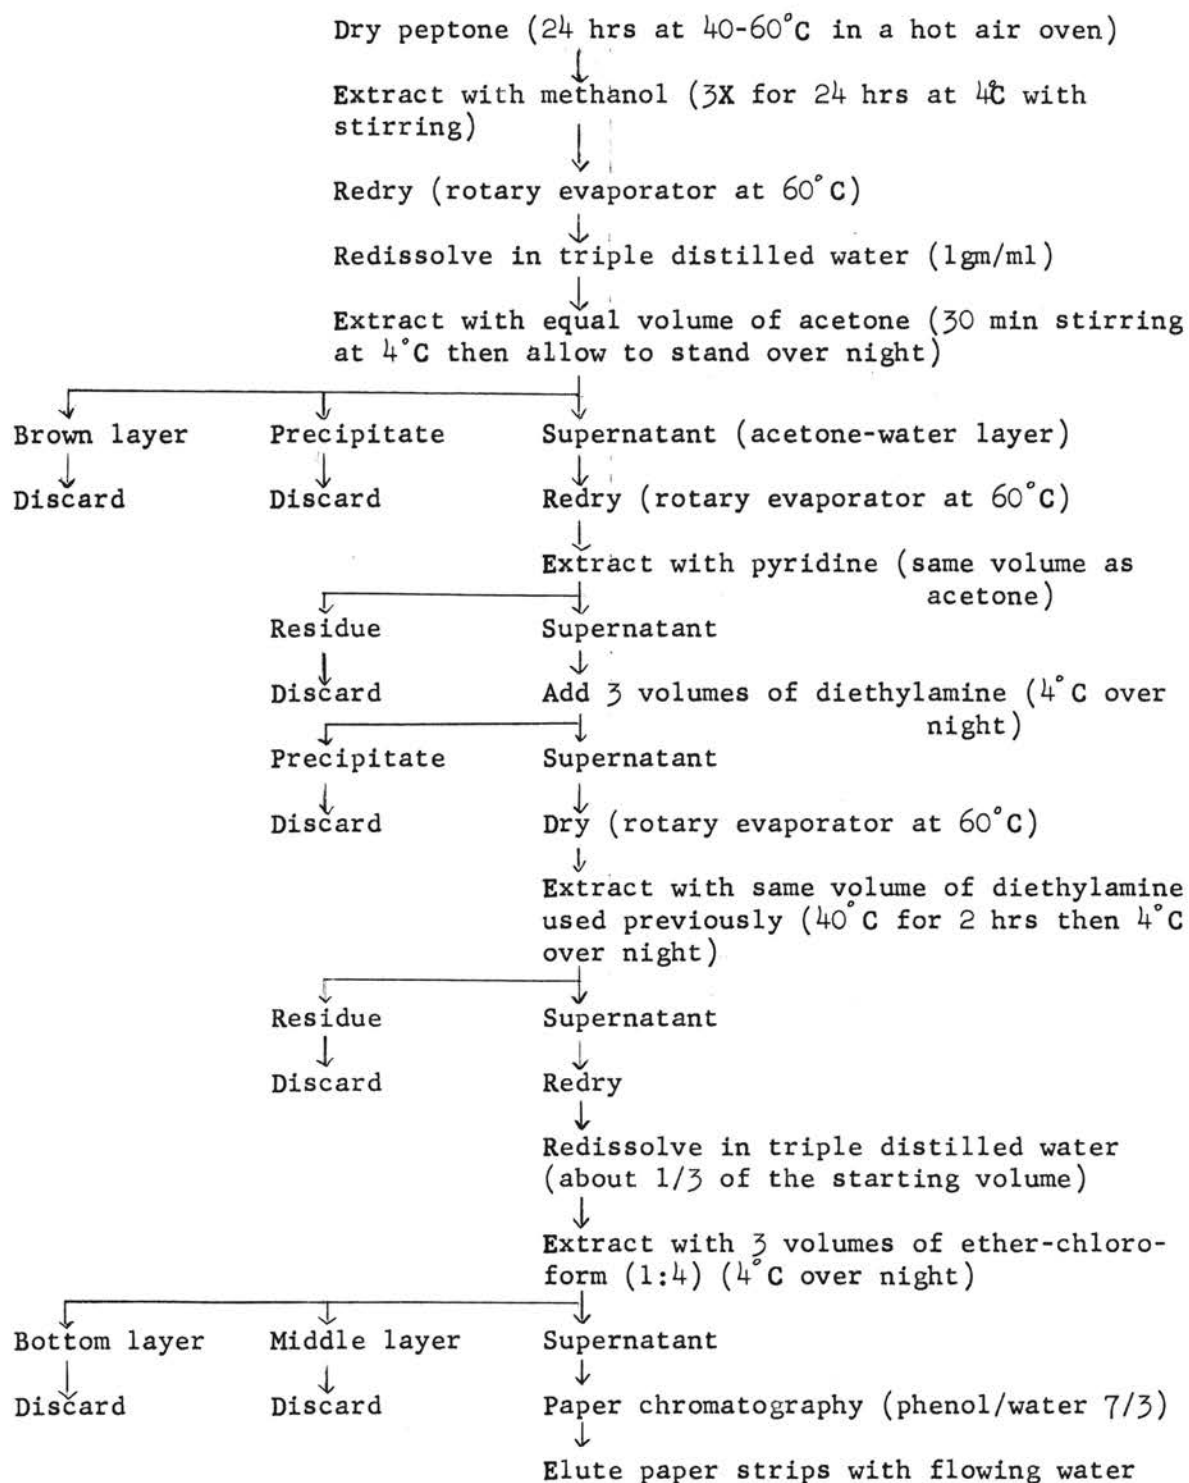 Dry peptone (24 hrs at 40-60°C in a hot air oven)
Extract with methanol (3X for 24 hrs at 4°C with
stirring)
Redry (rotary evaporator at 60°C)
Redissolve in triple distilled water (1gm/ml)
Extract with equal volume of acetone (30 min stirring
at 4°C then allow to stand over night)
Brown layer Precipitate Supernatant (acetone-water layer)
Discard Discard Redry (rotary evaporator at 60°C)
Extract with pyridine (same volume as
acetone)
Residue Supernatant
Discard Add 3 volumes of diethylamine (4°C over
night)
Precipitate Supernatant
Discard Dry (rotary evaporator at 60°C)
Extract with same volume of diethylamine
used previously (40°C for 2 hrs then 4°C
over night)
Residue Supernatant
Discard Redry
Redissolve in triple distilled water
(about 1/3 of the starting volume)
Extract with 3 volumes of ether-chloro-
form (1:4) (4°C over night)
Bottom layer Middle layer Supernatant
Discard Discard Paper chromatography (phenol/water 7/3)
Elute paper strips with flowing water